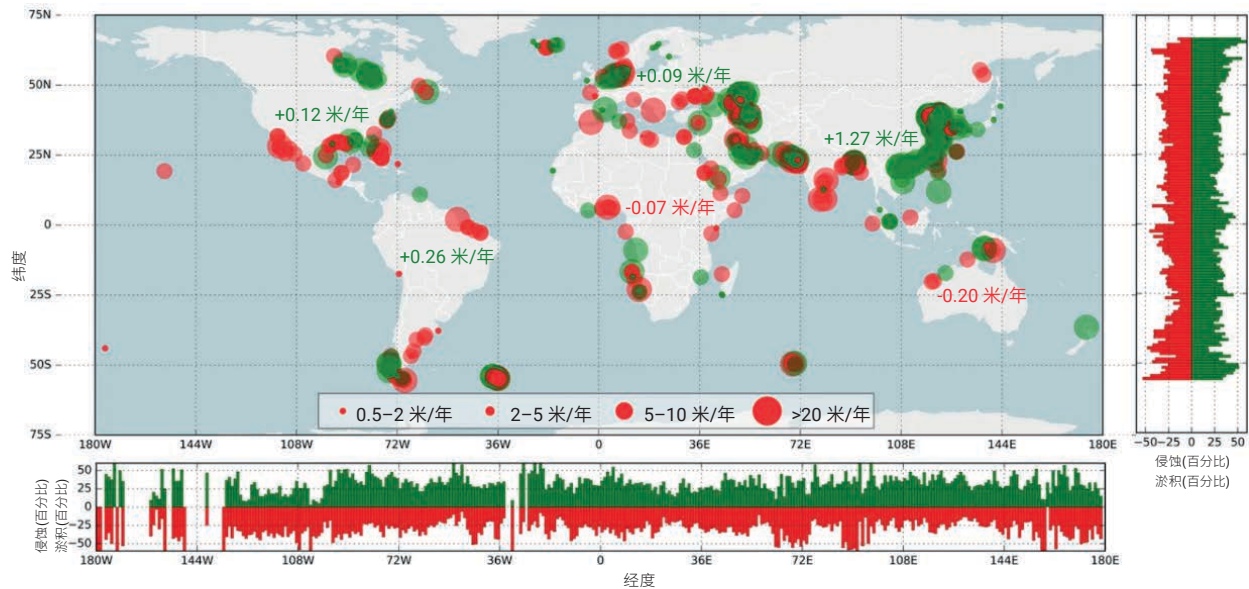 75N
50N
25N
0
25S
50S
75S
纬度
+0.12 米/年
+0.09 米/年
+1.27 米/年
-0.07 米/年
+0.26 米/年
-0.20 米/年
0.5–2 米/年 2–5 米/年 5–10 米/年 >20 米/年
180W 144W 108W 72W 36W 0 36E 72E 108E 144E 180E
−50 −25 0 25 50
侵蚀(百分比)
淤积(百分比)
侵蚀(百分比)
淤积(百分比)
50
25
0
−25
−50
180W 144W 108W 72W 36W 0 36E 72E 108E 144E 180E
经度